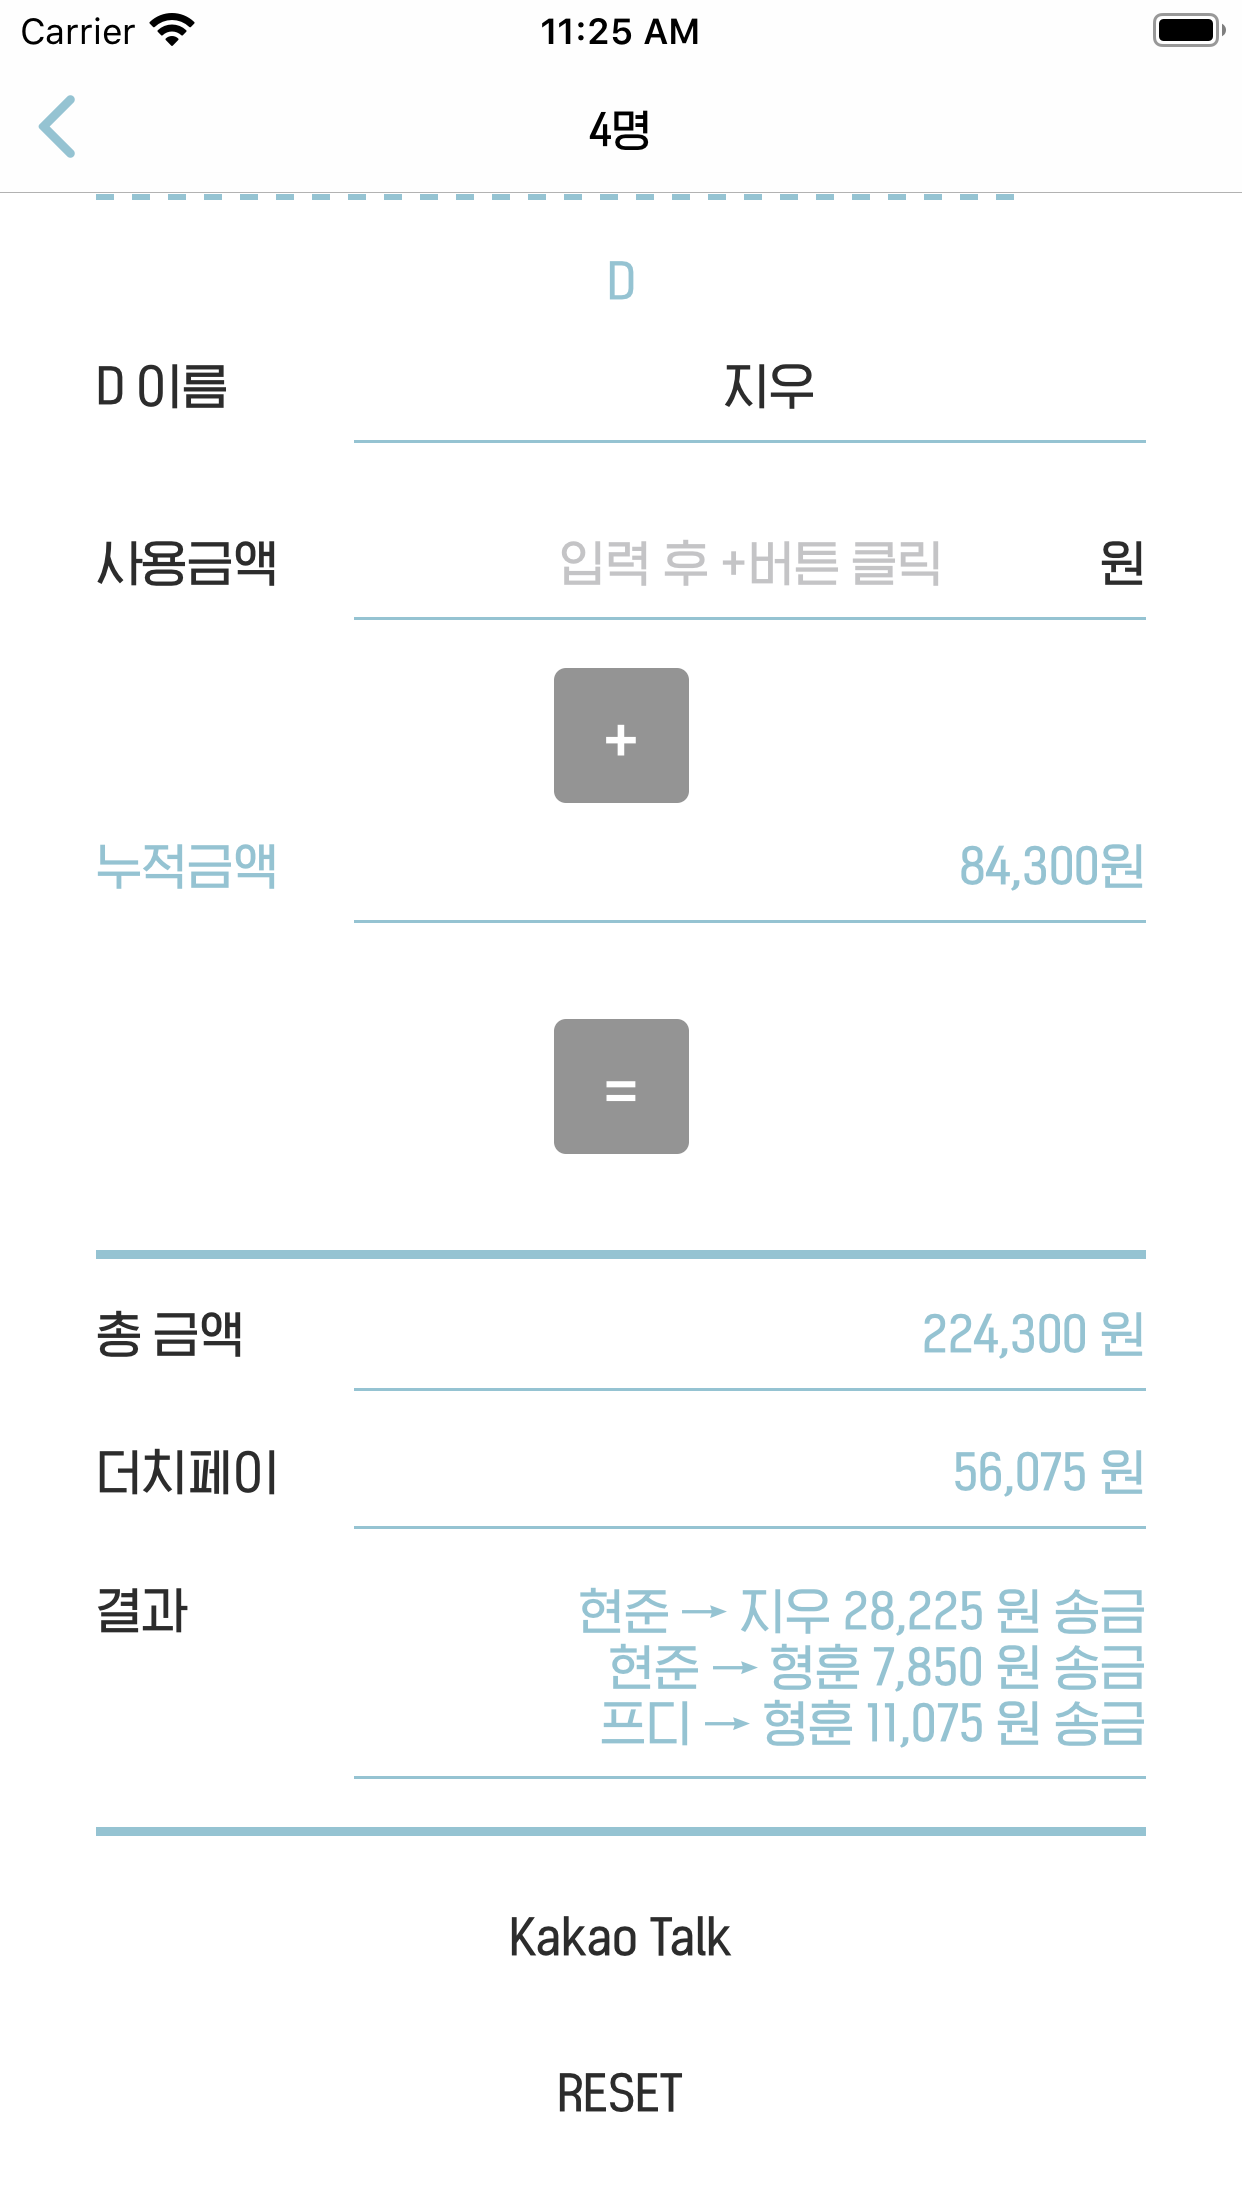 Carrier 11:25 AM
4명
D
D 이름 지우
사용금액 입력 후 +버튼 클릭 원
+
누적금액 84,300원
=
총 금액 224,300 원
더치페이 56,075 원
결과 현준 → 지우 28,225 원 송금
현준 → 형훈 7,850 원 송금
프디 → 형훈 11,075 원 송금
Kakao Talk
RESET